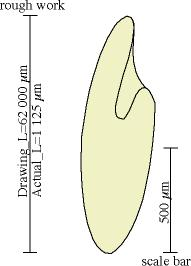 rough work
Drawing_L=62 000 μm
Actual_L=1 125 μm
500 μm
scale bar